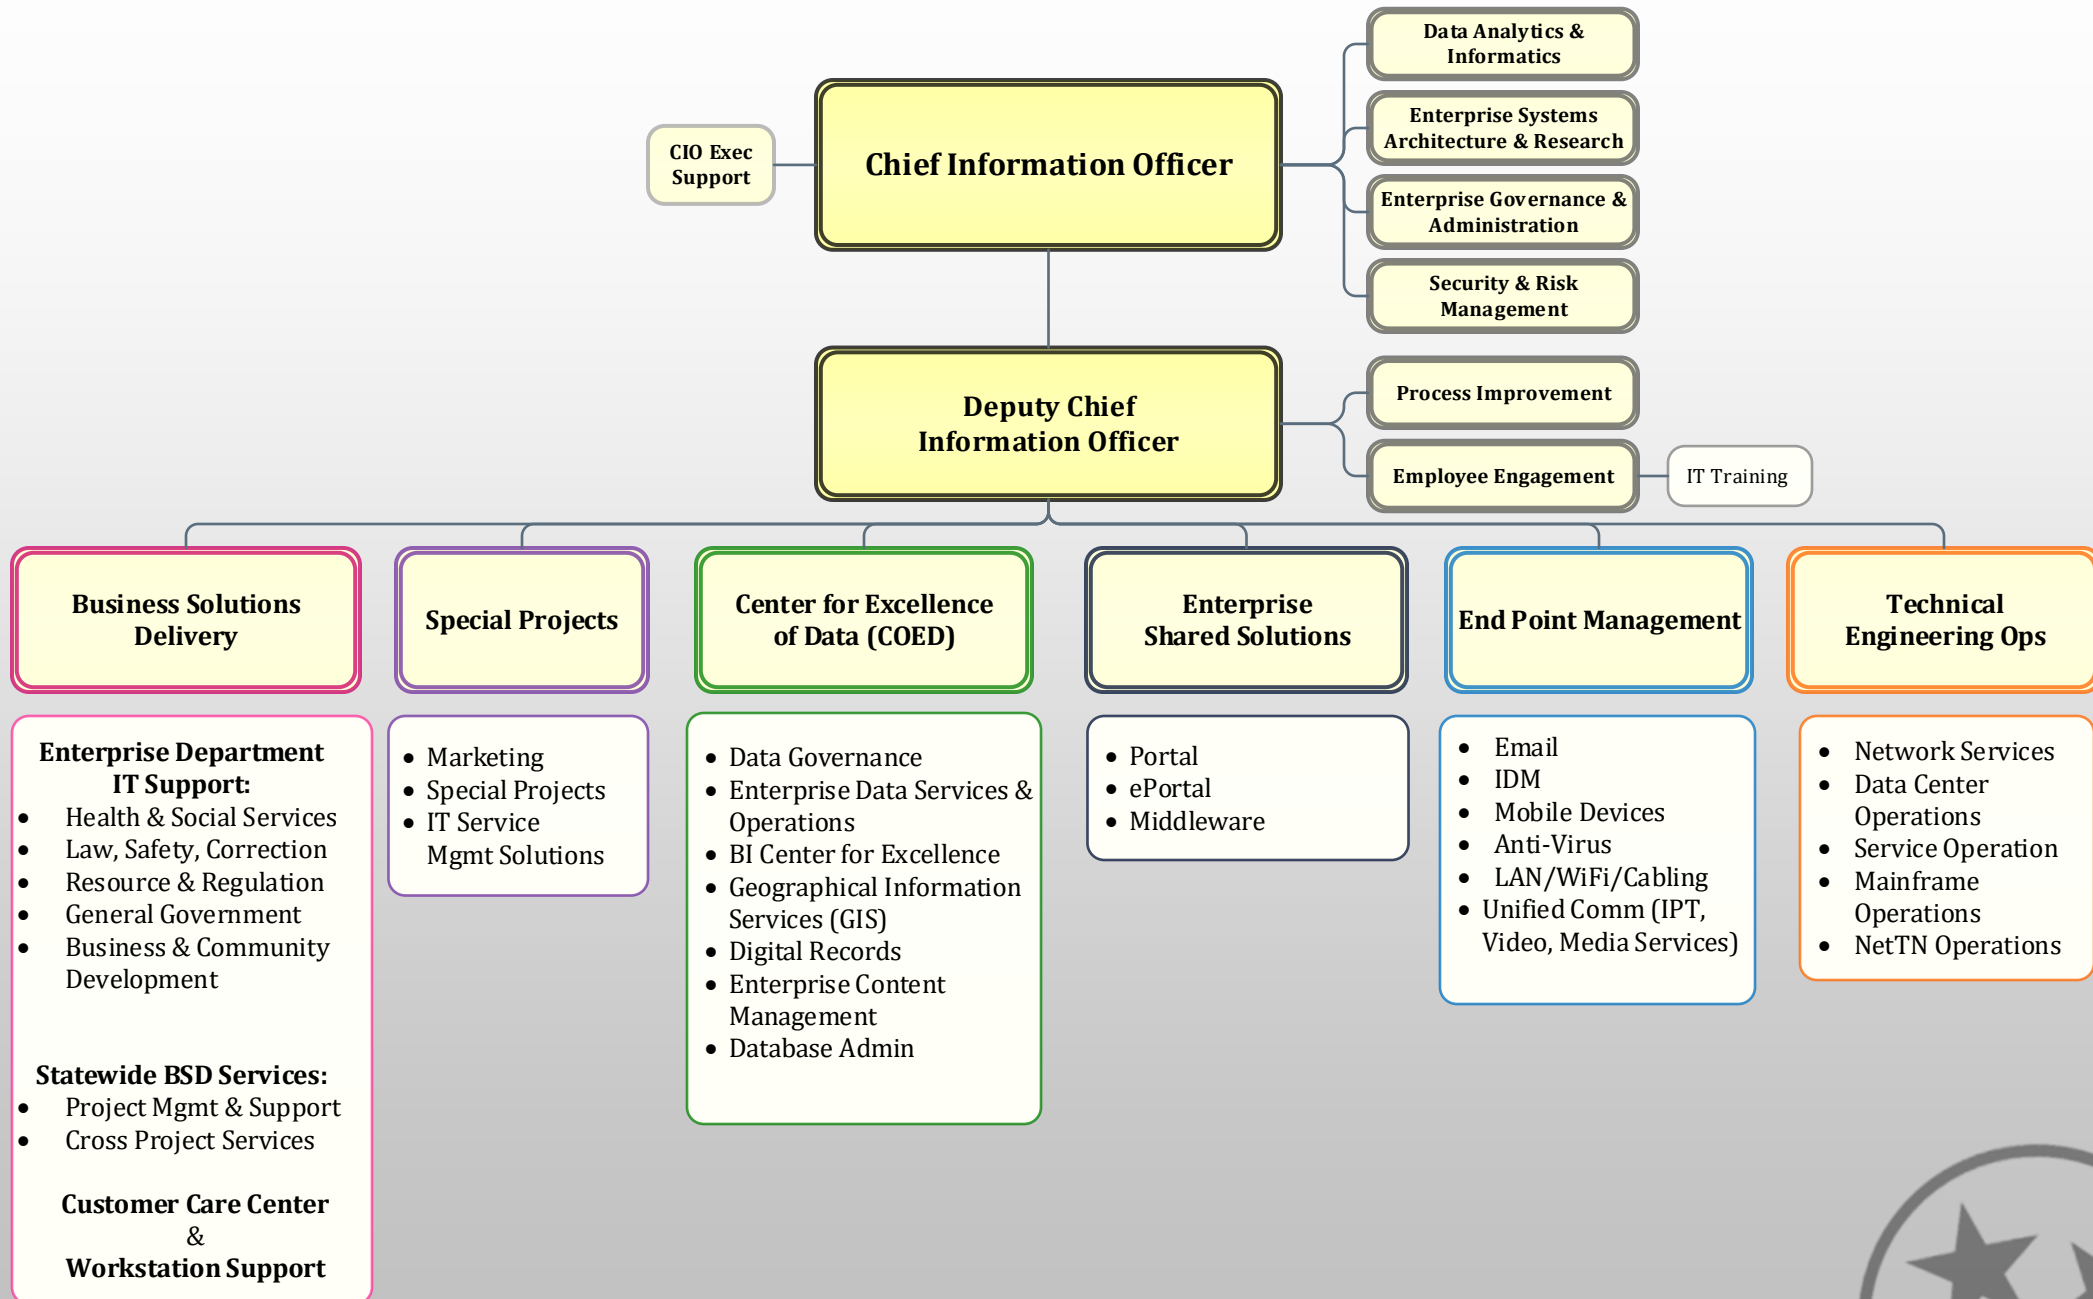 Data Analytics &
Informatics
Enterprise Systems
Architecture & Research
CIO Exec
Support
Chief Information Officer
Enterprise Governance &
Administration
Security & Risk
Management
Deputy Chief
Information Officer
Process Improvement
Employee Engagement
IT Training
Business Solutions
Delivery
Special Projects
Center for Excellence
of Data (COED)
Enterprise
Shared Solutions
End Point Management
Technical
Engineering Ops
Enterprise Department
IT Support:
• Health & Social Services
• Law, Safety, Correction
• Resource & Regulation
• General Government
• Business & Community
Development
Statewide BSD Services:
• Project Mgmt & Support
• Cross Project Services
Customer Care Center
&
Workstation Support
• Marketing
• Special Projects
• IT Service
Mgmt Solutions
• Data Governance
• Enterprise Data Services &
Operations
• BI Center for Excellence
• Geographical Information
Services (GIS)
• Digital Records
• Enterprise Content
Management
• Database Admin
• Portal
• ePortal
• Middleware
• Email
• IDM
• Mobile Devices
• Anti-Virus
• LAN/WiFi/Cabling
• Unified Comm (IPT,
Video, Media Services)
• Network Services
• Data Center
Operations
• Service Operation
• Mainframe
Operations
• NetTN Operations